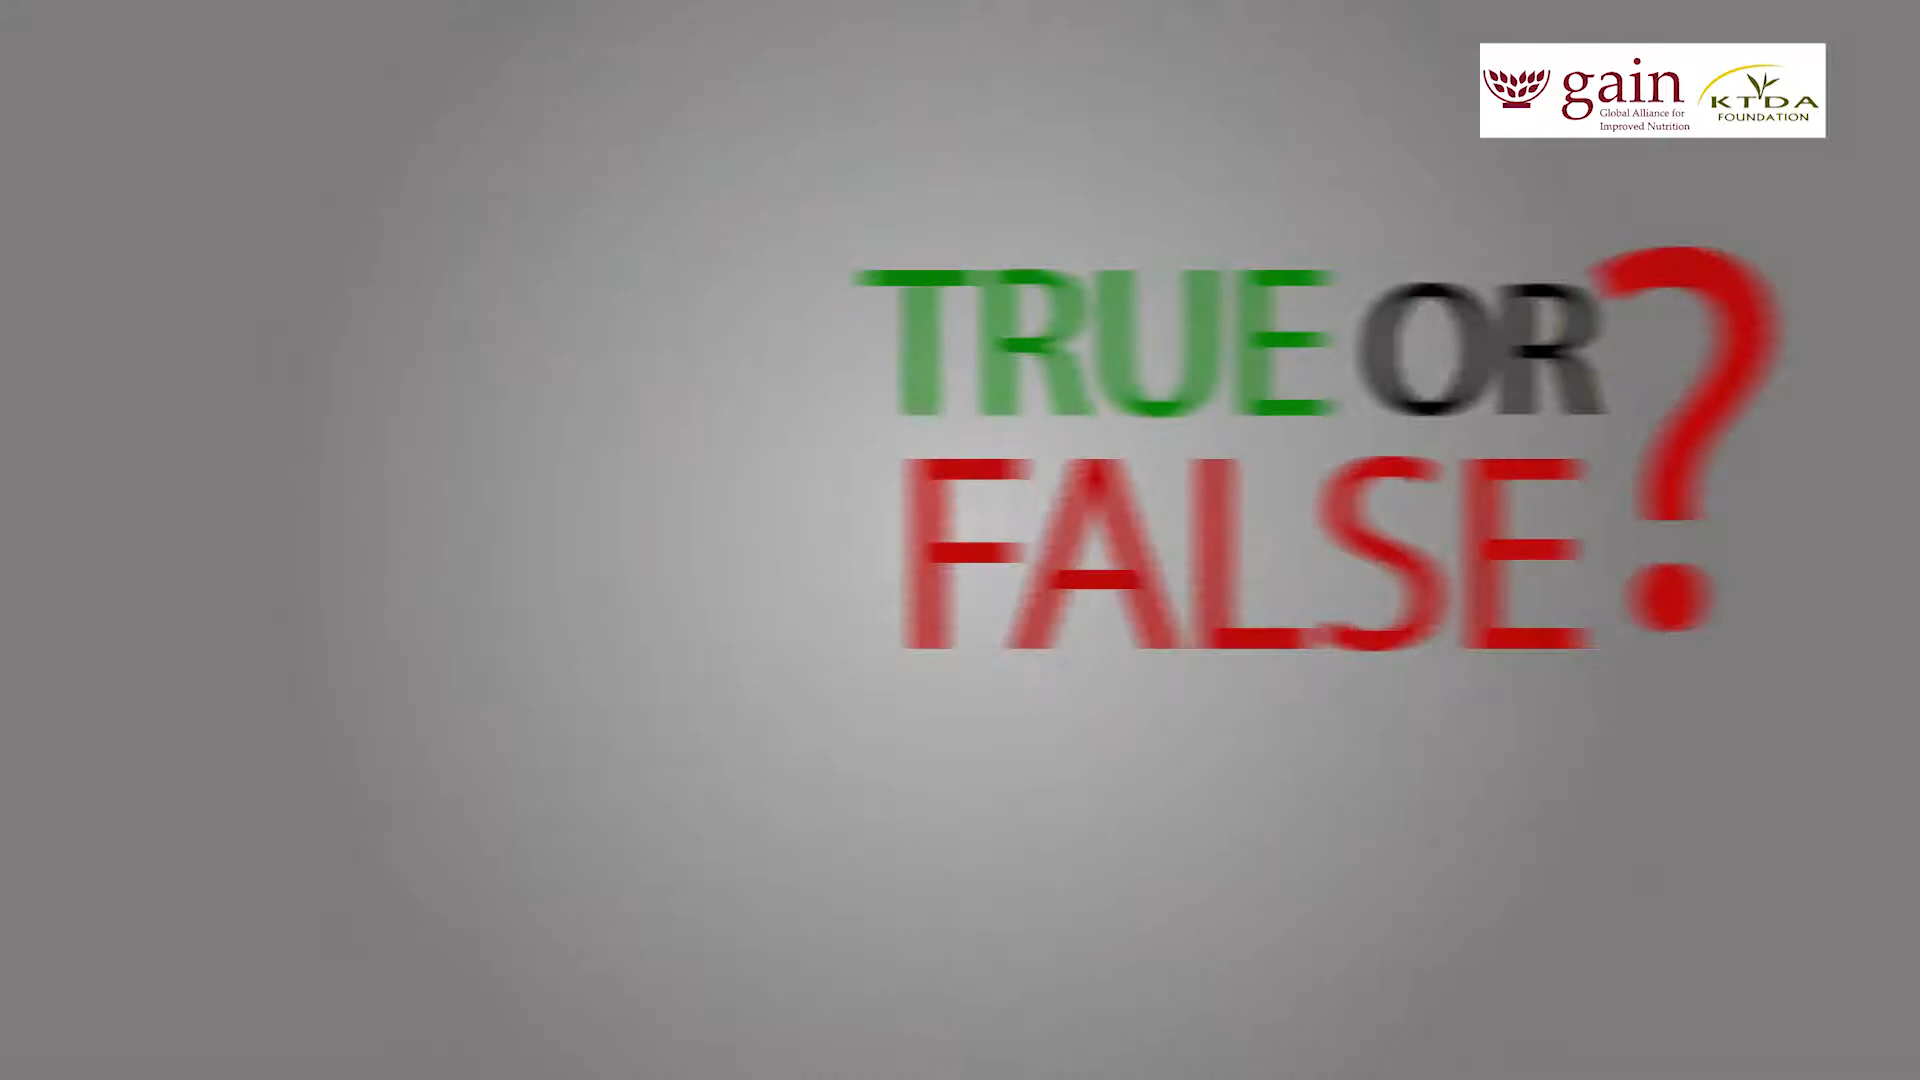 gain
Global Alliance for
Improved Nutrition
KTDA
FOUNDATION
TRUE OR
FALSE?